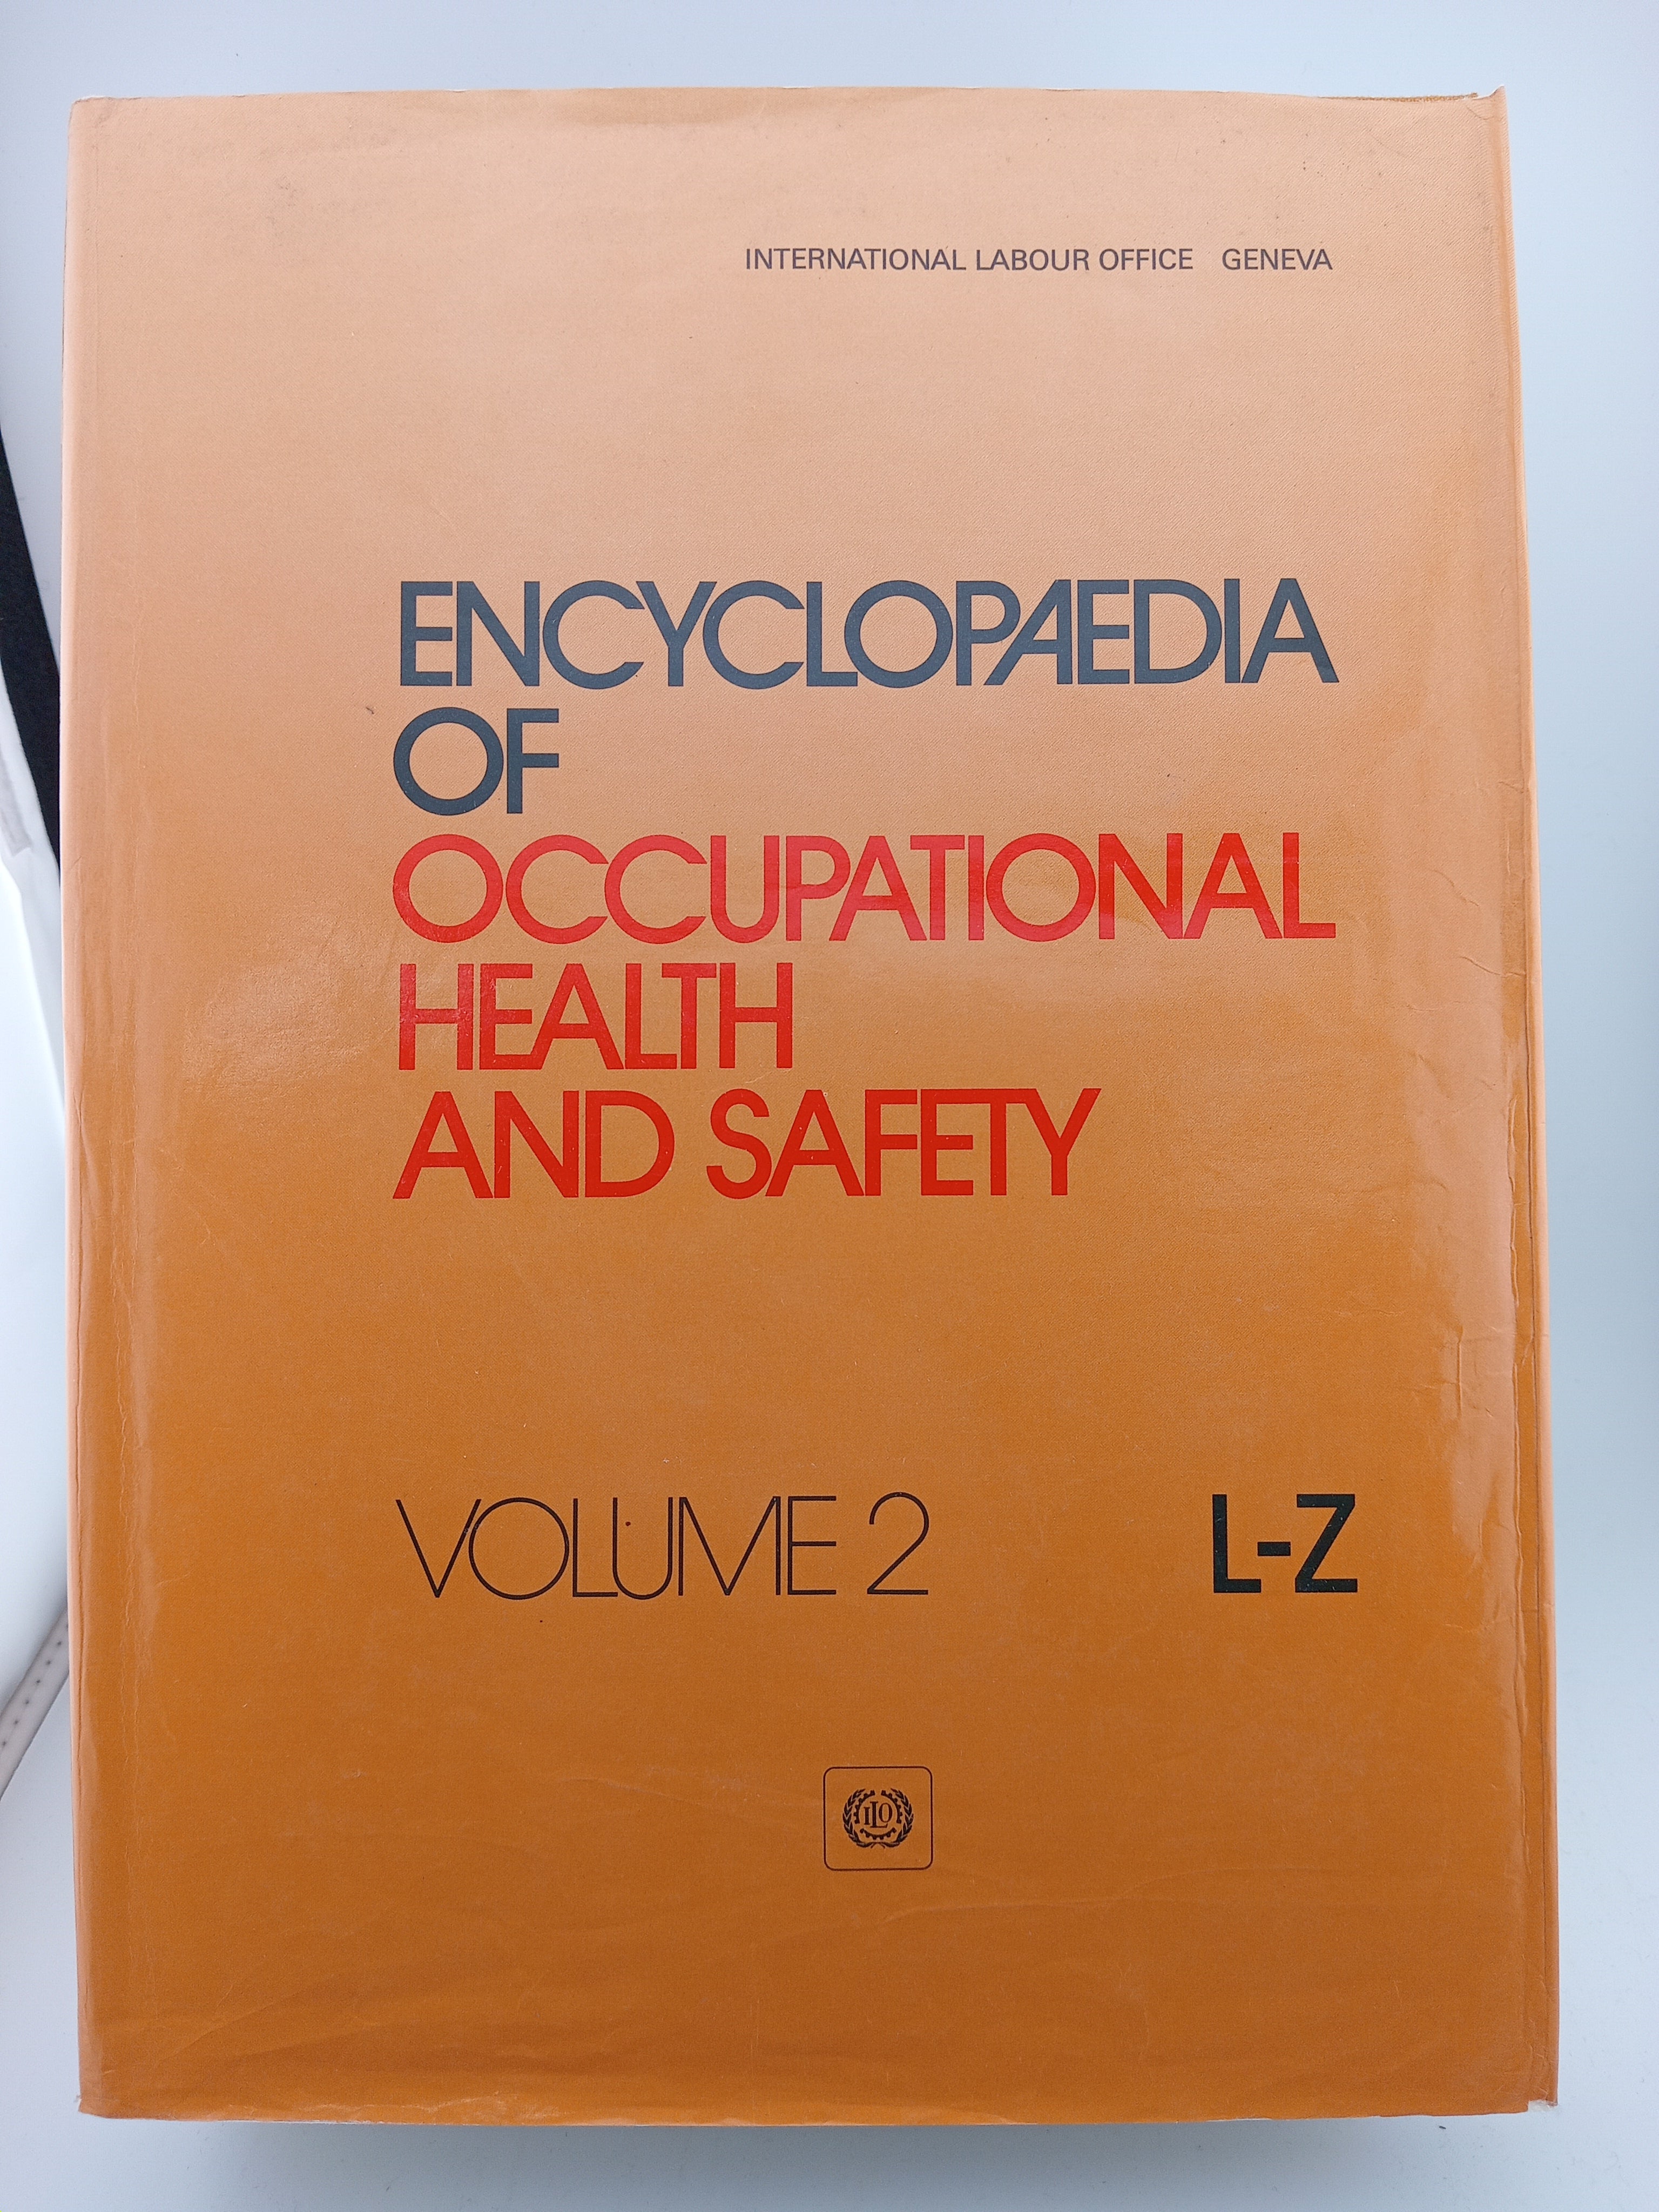 INTERNATIONAL LABOUR OFFICE GENEVA
ENCYCLOPAEDIA
OF
OCCUPATIONAL
HEALTH
AND SAFETY
VOLUME 2 L-Z
ILO